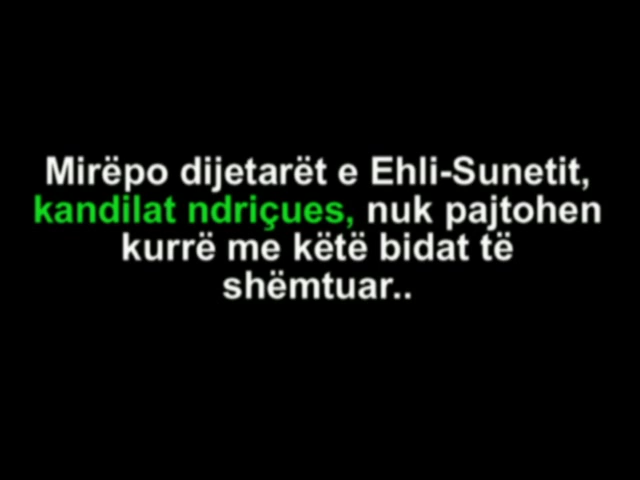 Mirëpo dijetarët e Ehli-Sunetit,
kandilat ndriçues, nuk pajtohen
kurrë me këtë bidat të
shëmtuar..